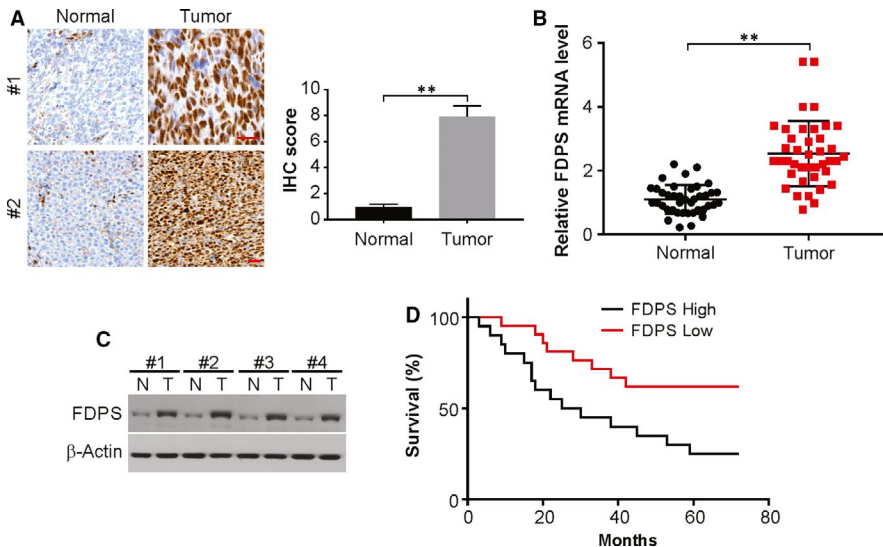 A
Normal Tumor
#1
#2
IHC score
10
8
6
4
2
0
**
Normal Tumor
B
Relative FDPS mRNA level
6
4
2
0
**
Normal Tumor
C
#1 #2 #3 #4
N T N T N T N T
FDPS
β-Actin
D
FDPS High
FDPS Low
Survival (%)
100
50
0
0 20 40 60 80
Months